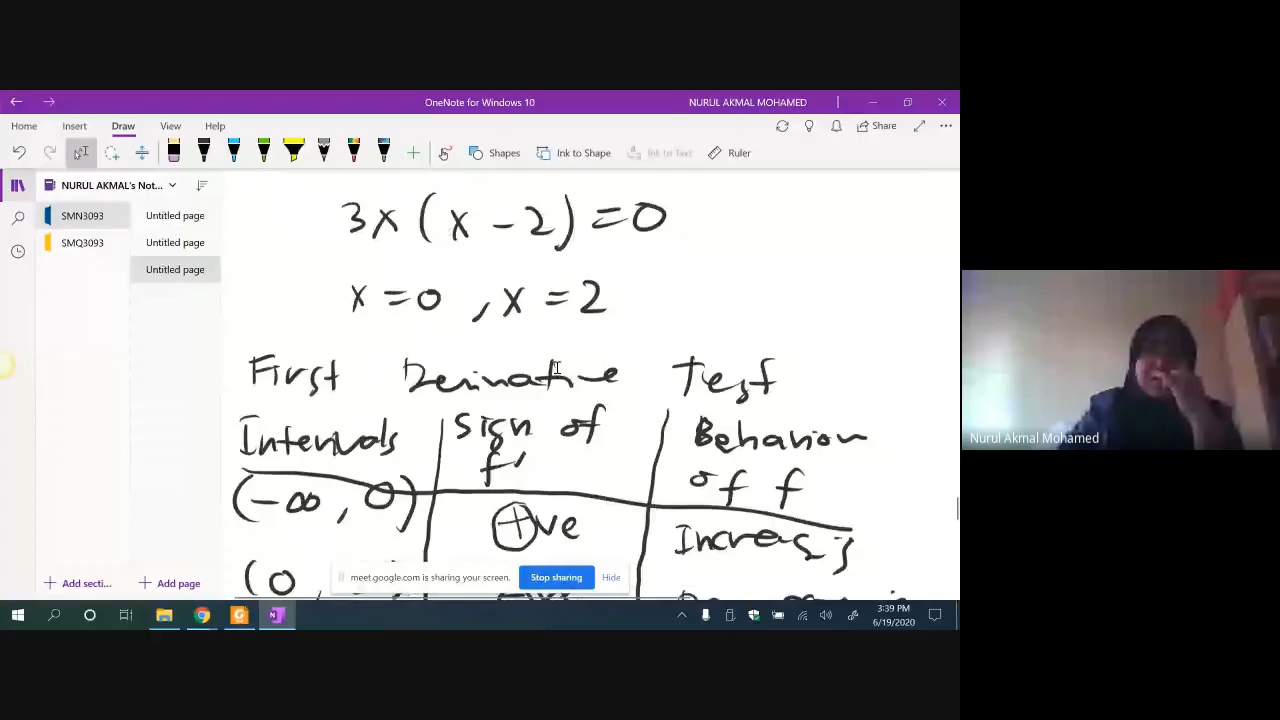 OneNote for Windows 10
NURUL AKMAL MOHAMED
Home Insert Draw View Help
Share
Shapes Ink to Shape Ink to Text Ruler
NURUL AKMAL's Not...
SMN3093
SMQ3093
Untitled page
Untitled page
Untitled page
3x(x-2)=0
x=0, x=2
First Derivative Test
Intervals
Sign of
f'
Behavior
of f
(-∞, 0)
+ve
Increasing
(0,
Add secti...
Add page
meet.google.com is sharing your screen.
Stop sharing
Hide
3:39 PM
6/19/2020
Nurul Akmal Mohamed